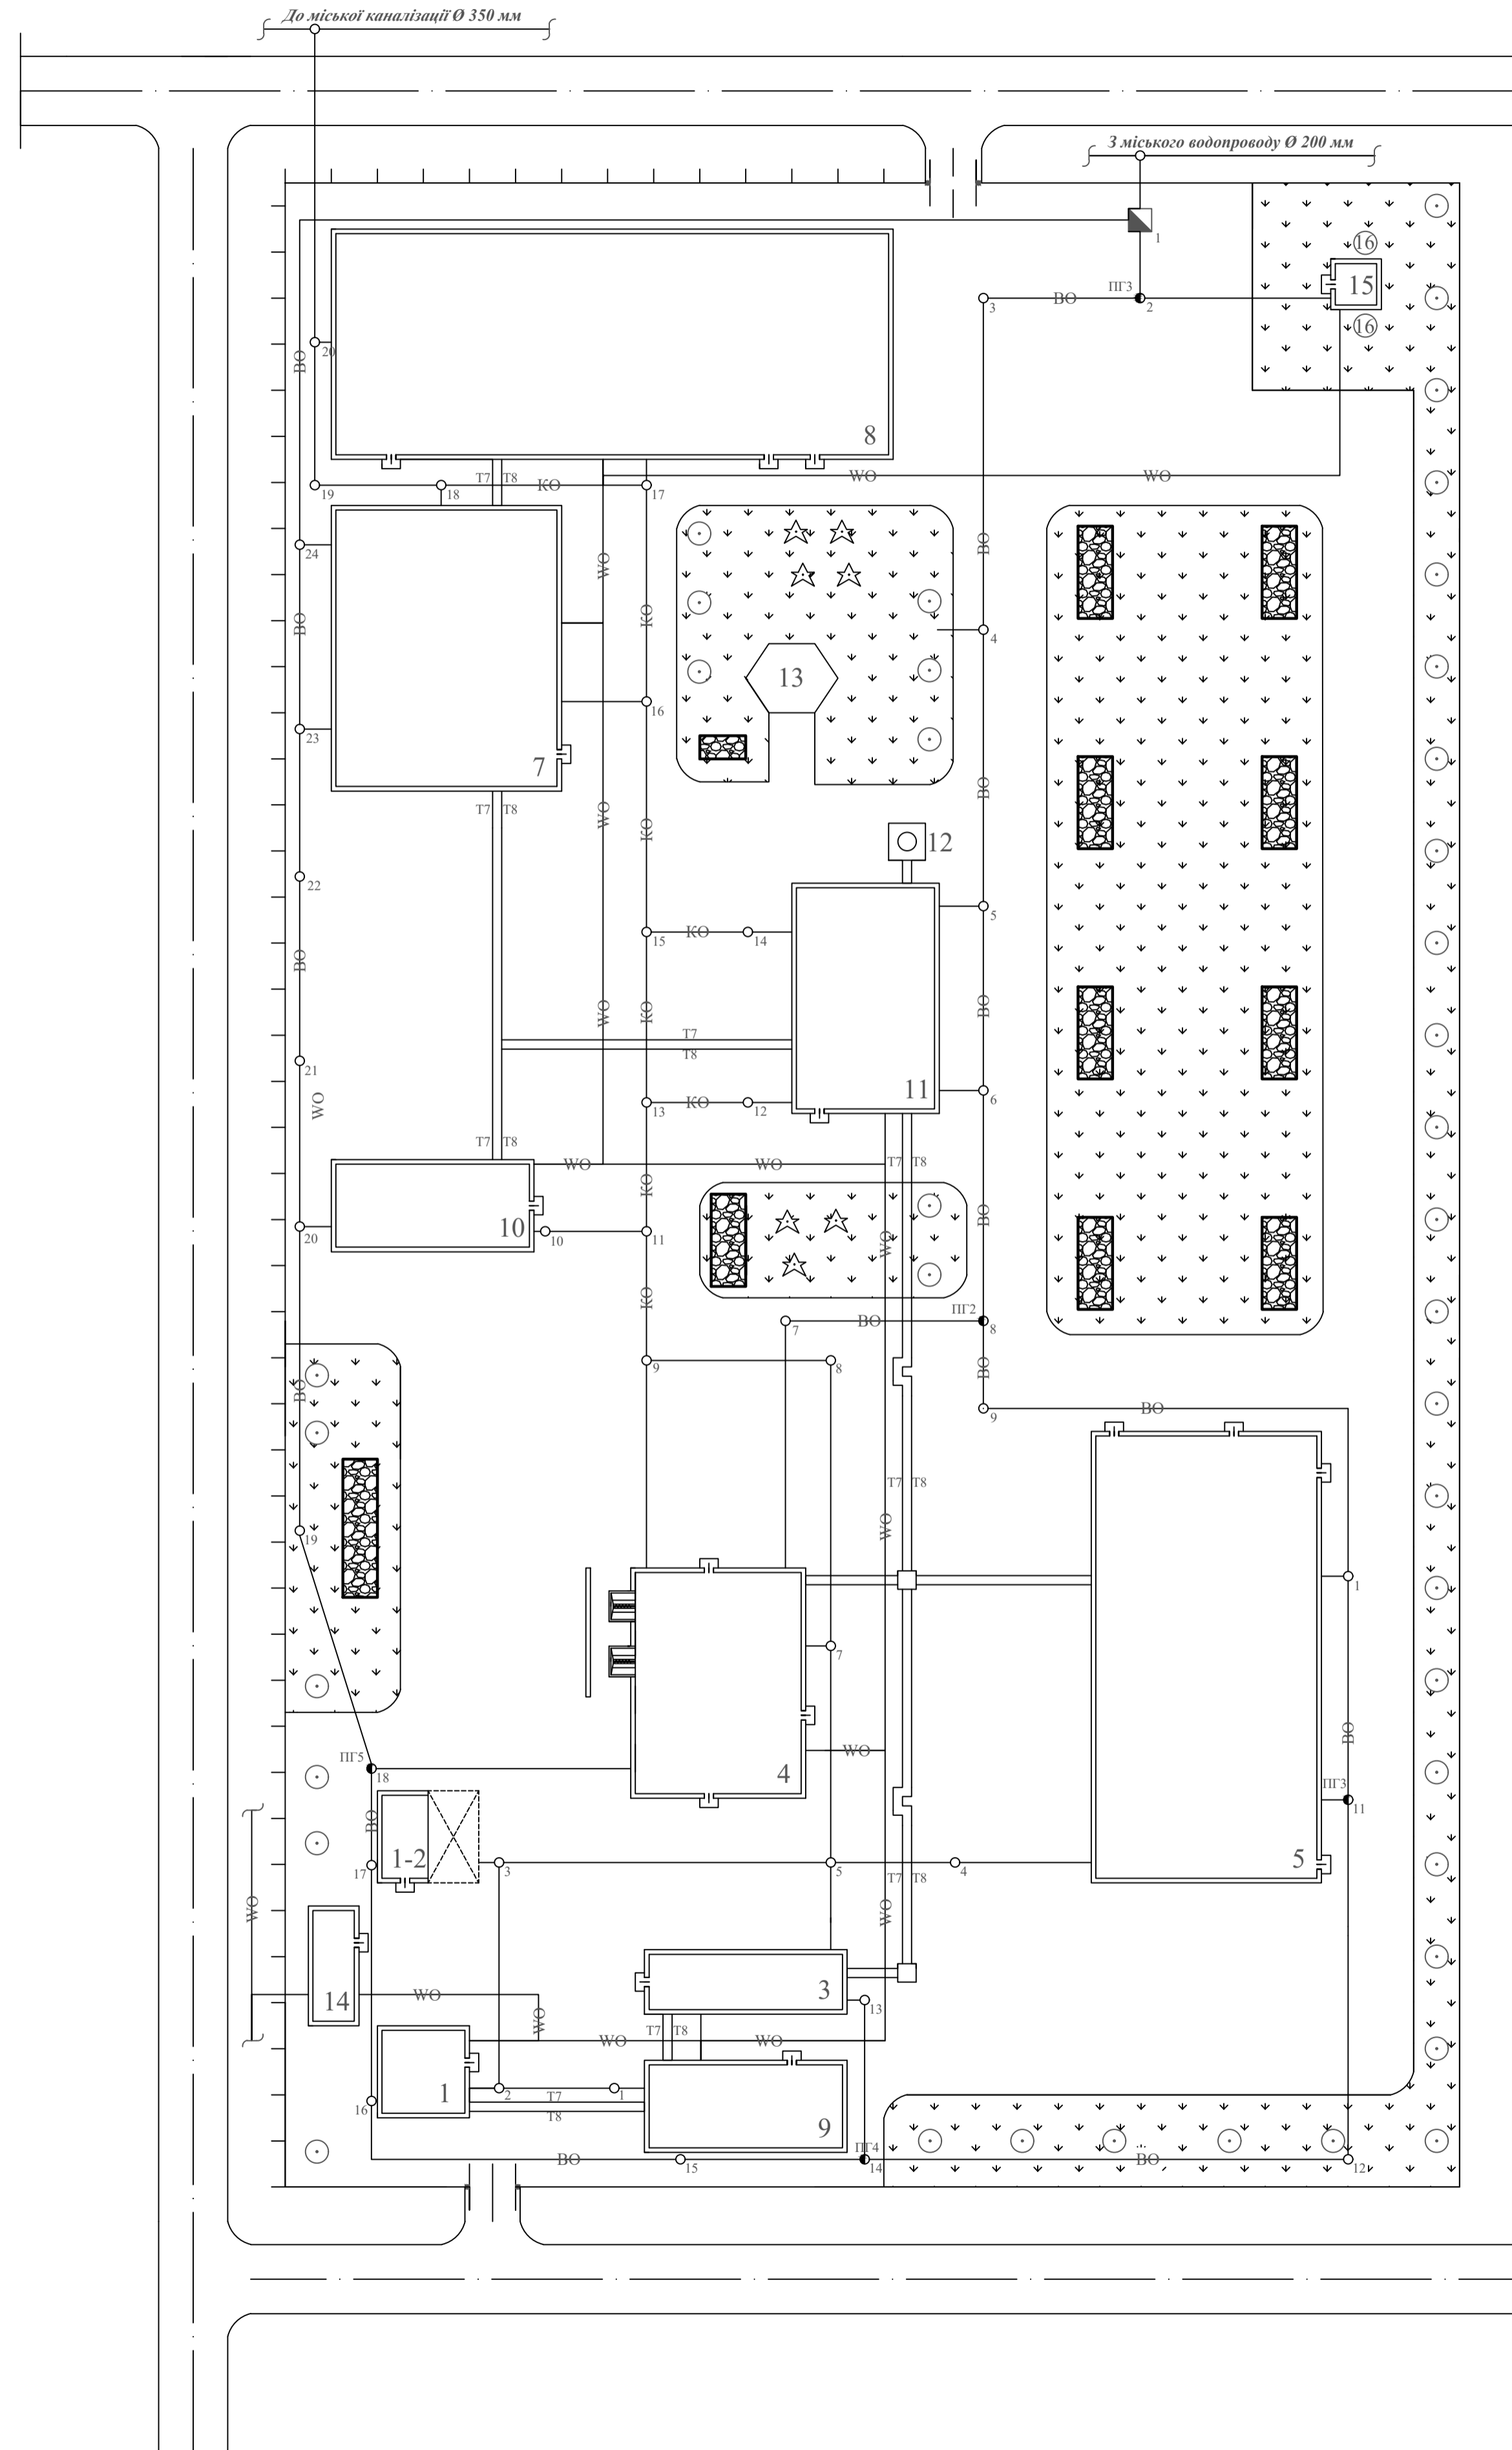 До міської каналізації Ø 350 мм
З міського водопроводу Ø 200 мм
1
16
15
16
ПГ3
ВО
3
2
20
ВО
8
Т7 Т8
КО
19
18
17
WO
WO
24
ВО
WO
КО
ВО
4
16
13
23
7
Т7 Т8
WO
КО
ВО
12
22
5
15
КО
14
ВО
WO
КО
ВО
Т7
Т8
21
WO
11
6
13
КО
12
Т7 Т8
WO
WO
Т7 Т8
КО
ВО
20
10
10
11
WO
КО
ПГ2
7
ВО
8
9
8
ВО
ВО
9
ВО
Т7 Т8
WO
19
1
7
ПГ5
18
WO
4
ВО
ПГ3
11
ВО
1-2
17
3
5
4
5
Т7 Т8
WO
WO
14
WO
WO
3
13
Т7 Т8
WO
WO
1
2
Т7
1
Т8
16
9
ПГ4
ВО
15
14
ВО
12